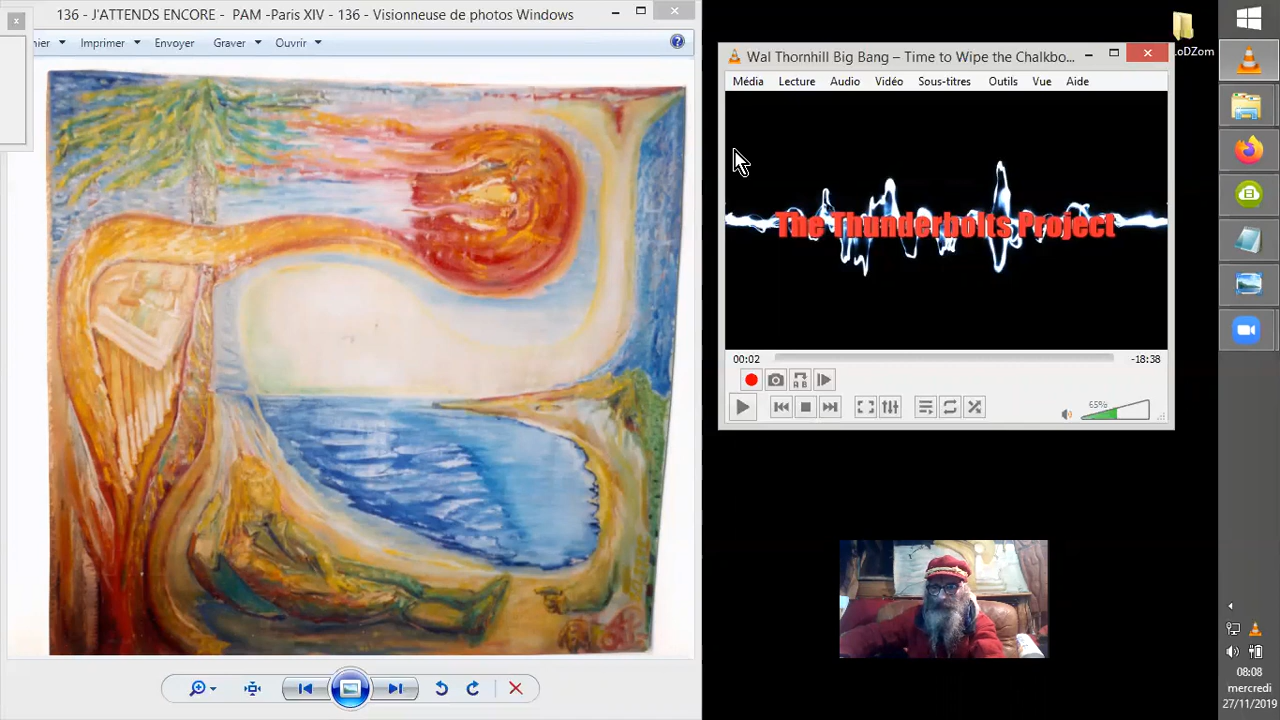 136 - J'ATTENDS ENCORE - PAM -Paris XIV - 136 - Visionneuse de photos Windows
hier Imprimer Envoyer Graver Ouvrir
Wal Thornhill Big Bang – Time to Wipe the Chalkbo...
Média Lecture Audio Vidéo Sous-titres Outils Vue Aide
The Thunderbolts Project
00:02 -18:38
65%
LoDZom
08:08
mercredi
27/11/2019